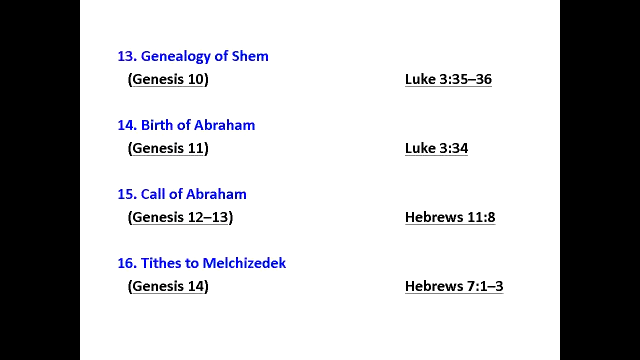 13. Genealogy of Shem
(Genesis 10) Luke 3:35–36
14. Birth of Abraham
(Genesis 11) Luke 3:34
15. Call of Abraham
(Genesis 12–13) Hebrews 11:8
16. Tithes to Melchizedek
(Genesis 14) Hebrews 7:1–3